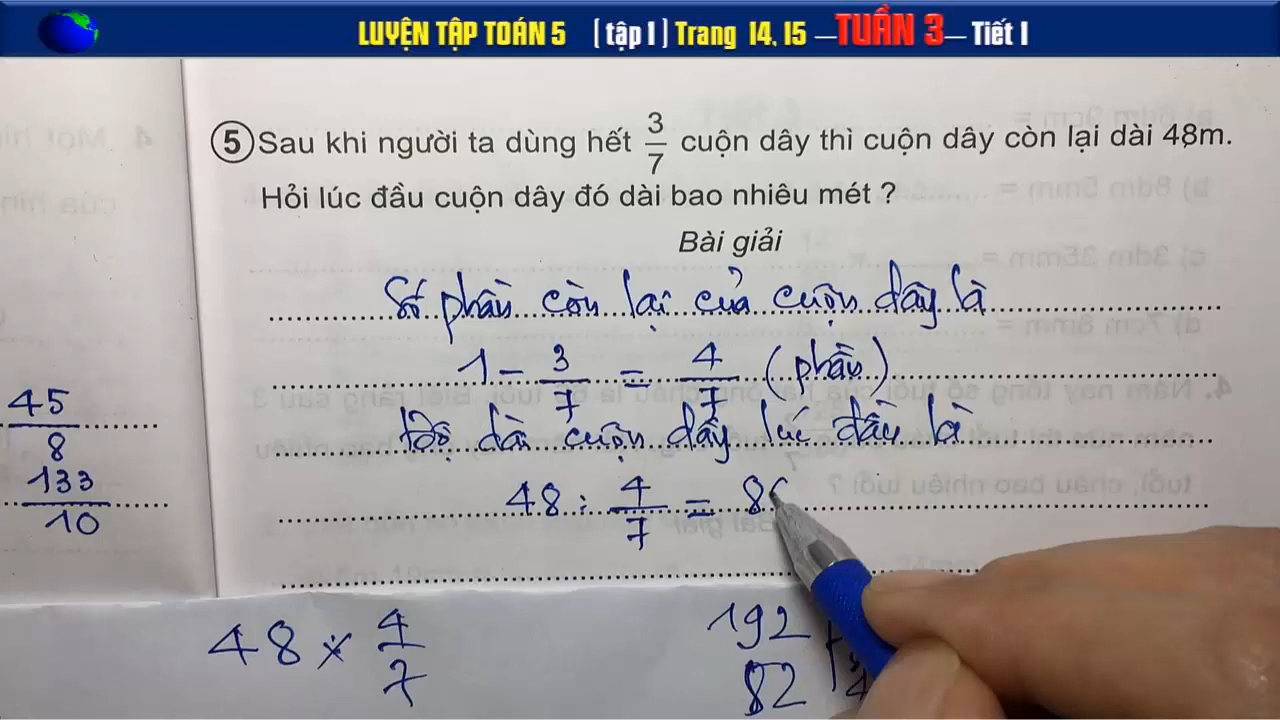 LUYỆN TẬP TOÁN 5 (tập 1) Trang 14, 15 – TUẦN 3 – Tiết 1
5 Sau khi người ta dùng hết 3/7 cuộn dây thì cuộn dây còn lại dài 48m.
Hỏi lúc đầu cuộn dây đó dài bao nhiêu mét ?
Bài giải
Số phần còn lại của cuộn dây là
1 - 3/7 = 4/7 (phần)
Độ dài cuộn dây lúc đầu là
48 : 4/7 = 8
45/8
133/10
48 × 4/7
192
82